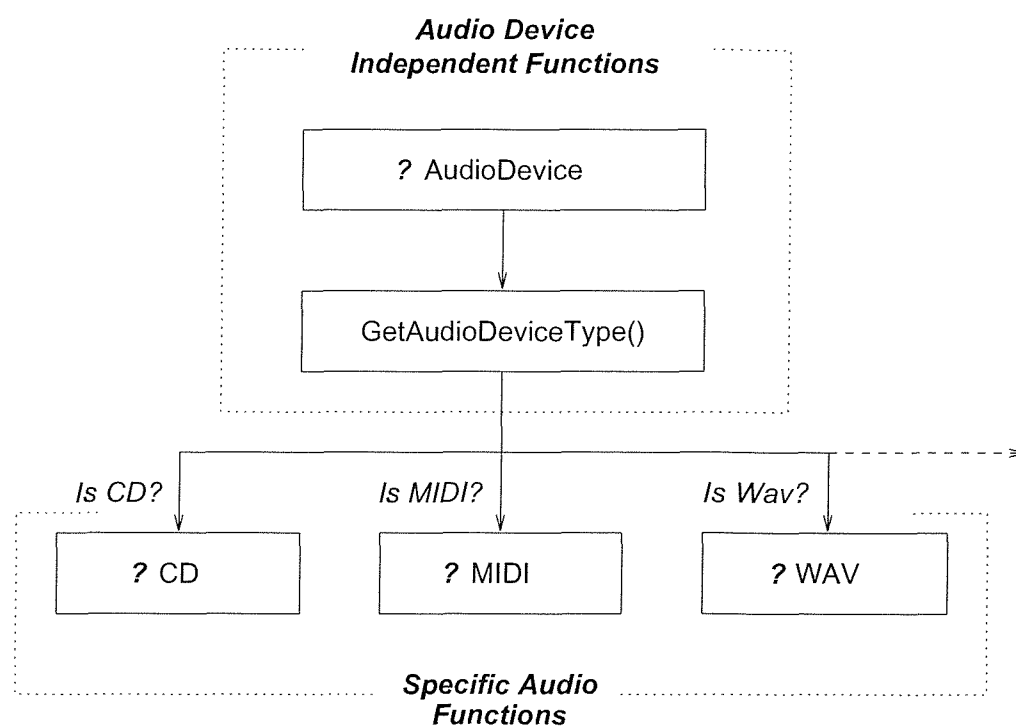 Audio Device
Independent Functions
? AudioDevice
GetAudioDeviceType()
Is CD?
Is MIDI?
Is Wav?
? CD
? MIDI
? WAV
Specific Audio
Functions